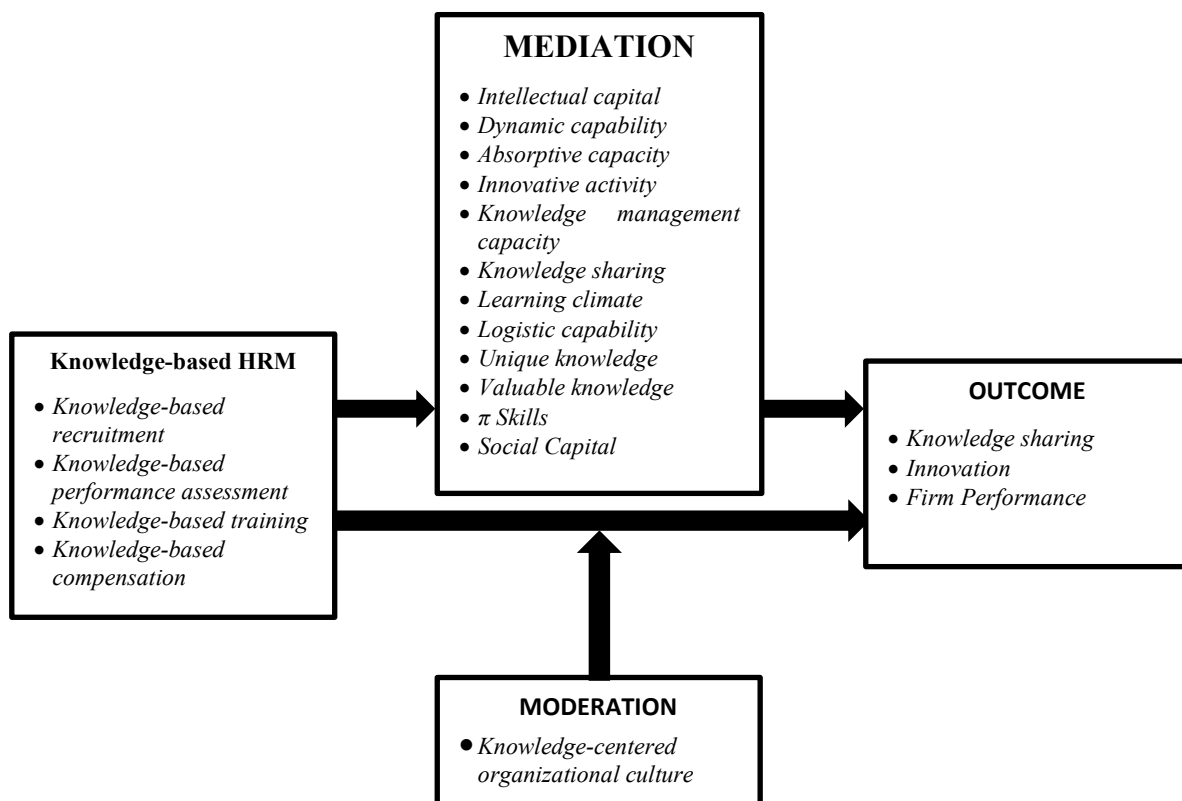 MEDIATION
• Intellectual capital
• Dynamic capability
• Absorptive capacity
• Innovative activity
• Knowledge management
capacity
• Knowledge sharing
• Learning climate
• Logistic capability
• Unique knowledge
• Valuable knowledge
• π Skills
• Social Capital
Knowledge-based HRM
• Knowledge-based
recruitment
• Knowledge-based
performance assessment
• Knowledge-based training
• Knowledge-based
compensation
OUTCOME
• Knowledge sharing
• Innovation
• Firm Performance
MODERATION
• Knowledge-centered
organizational culture